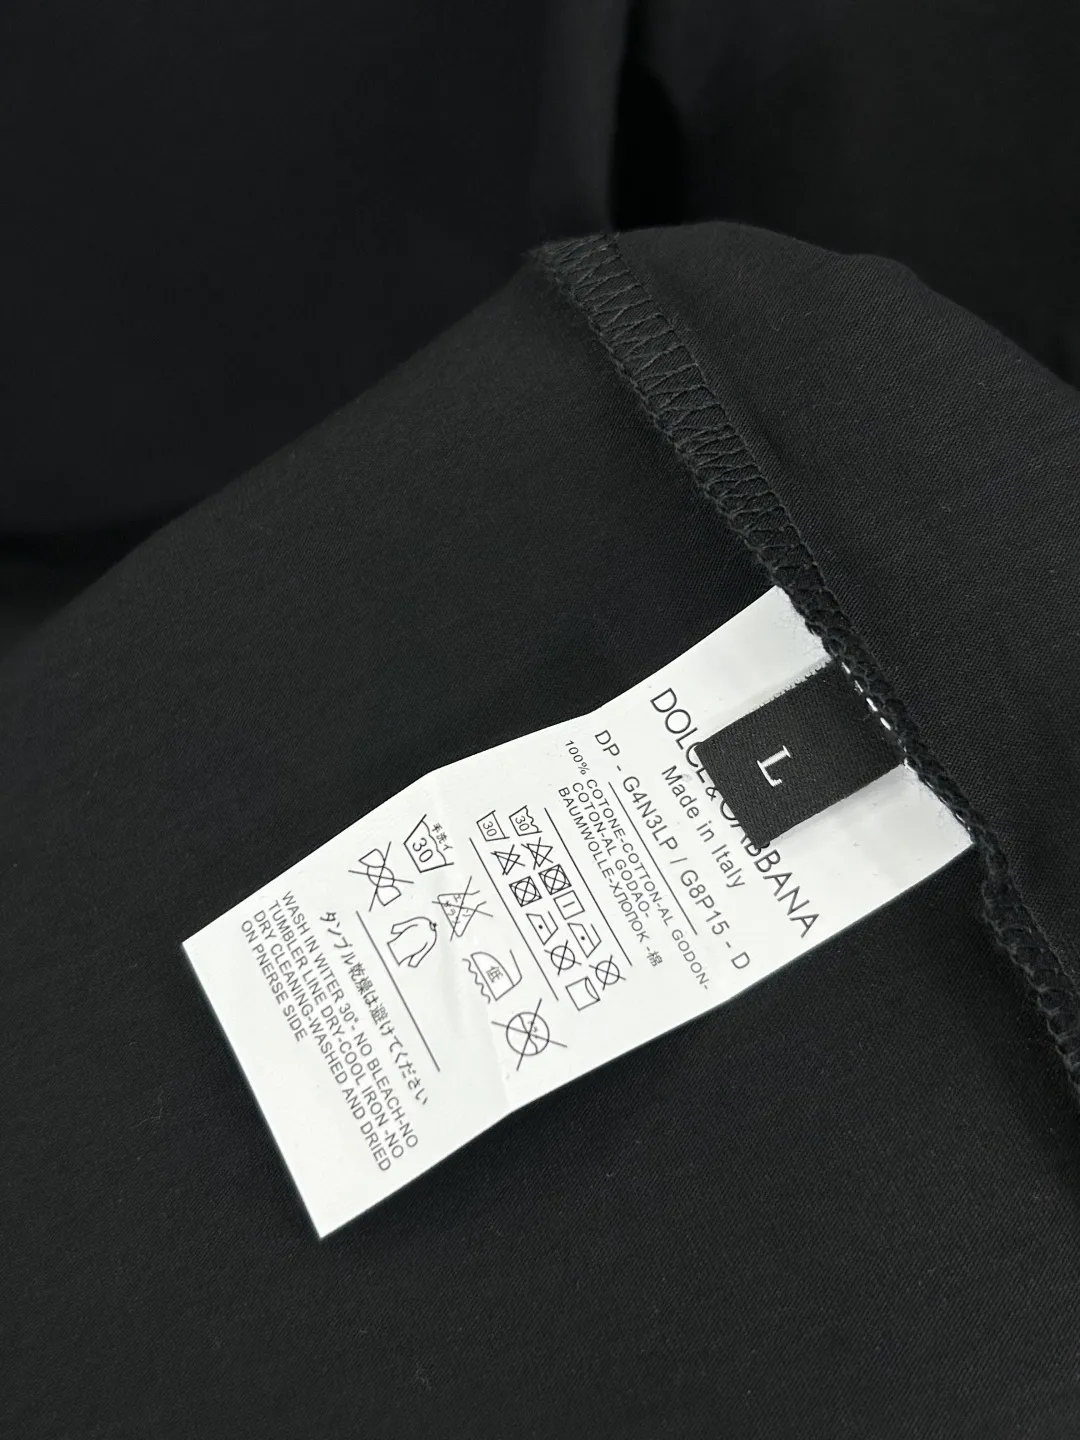 DOLCE&GABBANA
L
Made in Italy
DP - G4N3LP / G8P15 - D
100% COTONE-COTTON-AL GODON-
COTON-AL GODAO-
BAUMWOLLE-ХПОПОК -棉
30
30
手洗イ
30
低
タンブル乾燥は避けてください
WASH IN WITER 30°- NO BLEACH-NO
TUMBLER LINE DRY-COOL IRON -NO
DRY CLEANING-WASHED AND DRIED
ON PNERSE SIDE